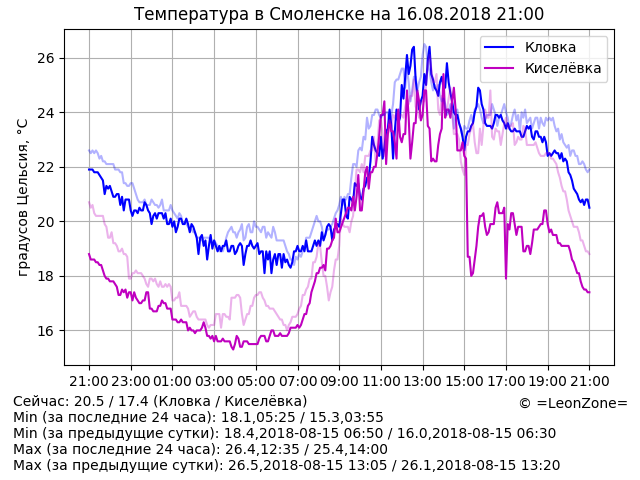 Температура в Смоленске на 16.08.2018 21:00
градусов Цельсия, °C
26
24
22
20
18
16
Кловка
Киселёвка
21:00 23:00 01:00 03:00 05:00 07:00 09:00 11:00 13:00 15:00 17:00 19:00 21:00
Сейчас: 20.5 / 17.4 (Кловка / Киселёвка)
© =LeonZone=
Min (за последние 24 часа): 18.1,05:25 / 15.3,03:55
Min (за предыдущие сутки): 18.4,2018-08-15 06:50 / 16.0,2018-08-15 06:30
Max (за последние 24 часа): 26.4,12:35 / 25.4,14:00
Max (за предыдущие сутки): 26.5,2018-08-15 13:05 / 26.1,2018-08-15 13:20